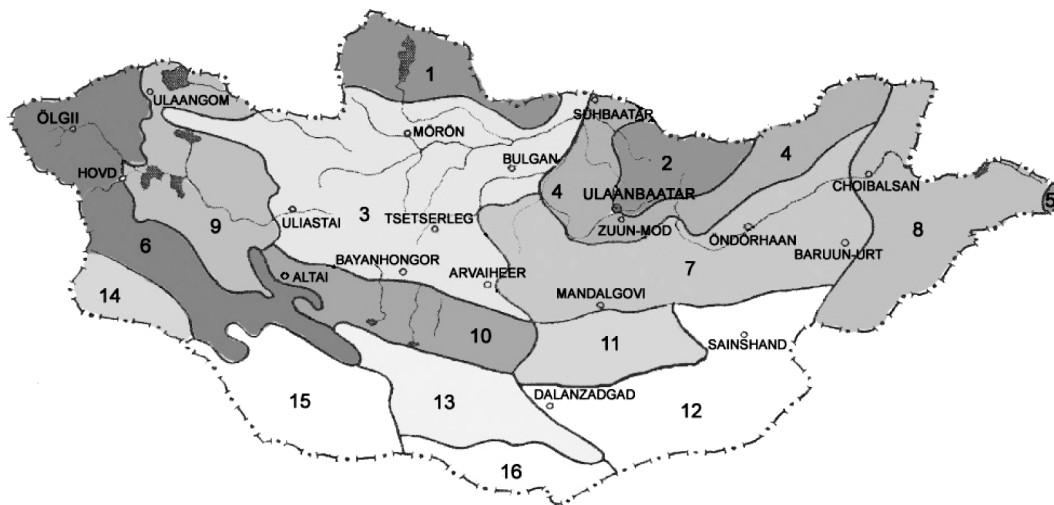 1
ULAANGOM
SÜHBAATAR
ÖLGII
MÖRÖN
2
4
BULGAN
HOVD
CHOIBALSAN
4
ULAANBAATAR
5
3
TSETSERLEG
ULIASTAI
ZUUN-MOD
ÖNDÖRHAAN
9
8
6
BARUUN-URT
BAYANHONGOR
7
ALTAI
ARVAIHEER
14
MANDALGOVI
10
11
SAINSHAND
15
13
DALANZADGAD
12
16